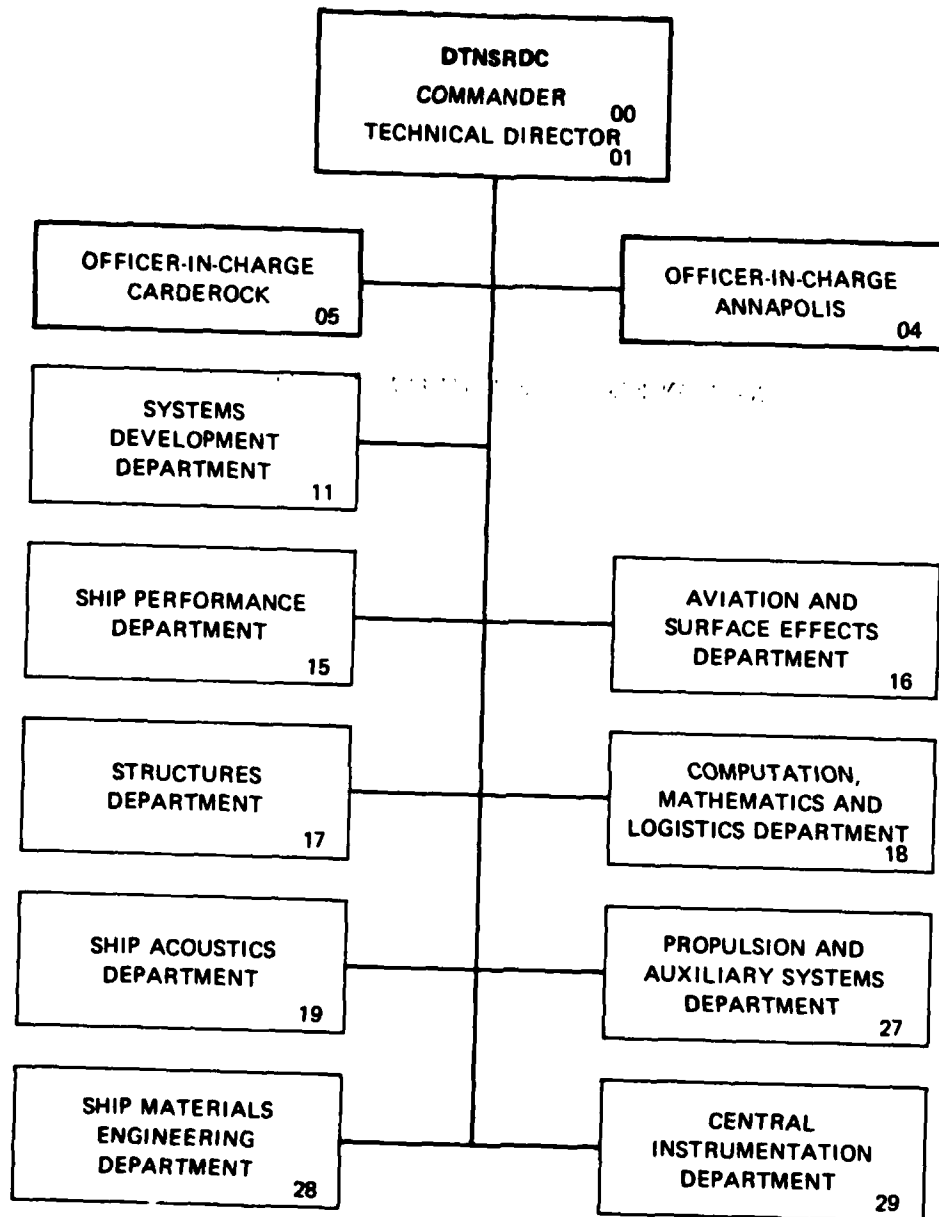 DTNSRDC
COMMANDER 00
TECHNICAL DIRECTOR 01
OFFICER-IN-CHARGE
CARDEROCK
05
OFFICER-IN-CHARGE
ANNAPOLIS
04
SYSTEMS
DEVELOPMENT
DEPARTMENT
11
SHIP PERFORMANCE
DEPARTMENT
15
AVIATION AND
SURFACE EFFECTS
DEPARTMENT
16
STRUCTURES
DEPARTMENT
17
COMPUTATION,
MATHEMATICS AND
LOGISTICS DEPARTMENT
18
SHIP ACOUSTICS
DEPARTMENT
19
PROPULSION AND
AUXILIARY SYSTEMS
DEPARTMENT
27
SHIP MATERIALS
ENGINEERING
DEPARTMENT
28
CENTRAL
INSTRUMENTATION
DEPARTMENT
29